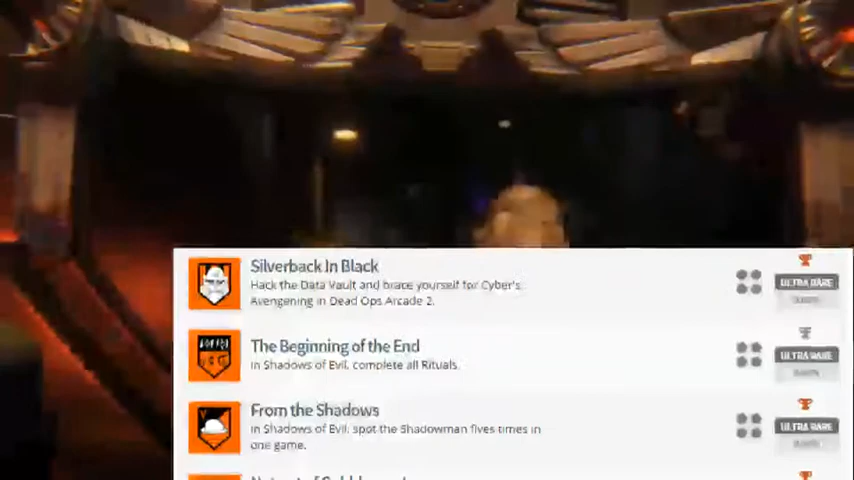 Silverback In Black
Hack the Data Vault and brace yourself for Cyber's
Avengening in Dead Ops Arcade 2.
ULTRA RARE
The Beginning of the End
In Shadows of Evil, complete all Rituals.
ULTRA RARE
From the Shadows
In Shadows of Evil, spot the Shadowman fives times in
one game.
ULTRA RARE